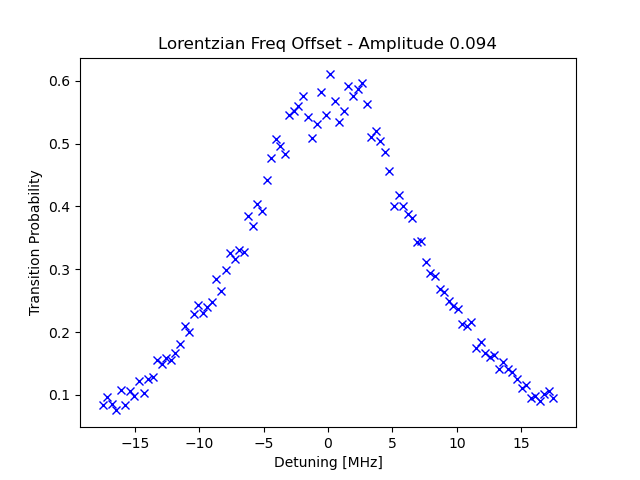 Lorentzian Freq Offset - Amplitude 0.094
Transition Probability
0.6
0.5
0.4
0.3
0.2
0.1
−15 −10 −5 0 5 10 15
Detuning [MHz]